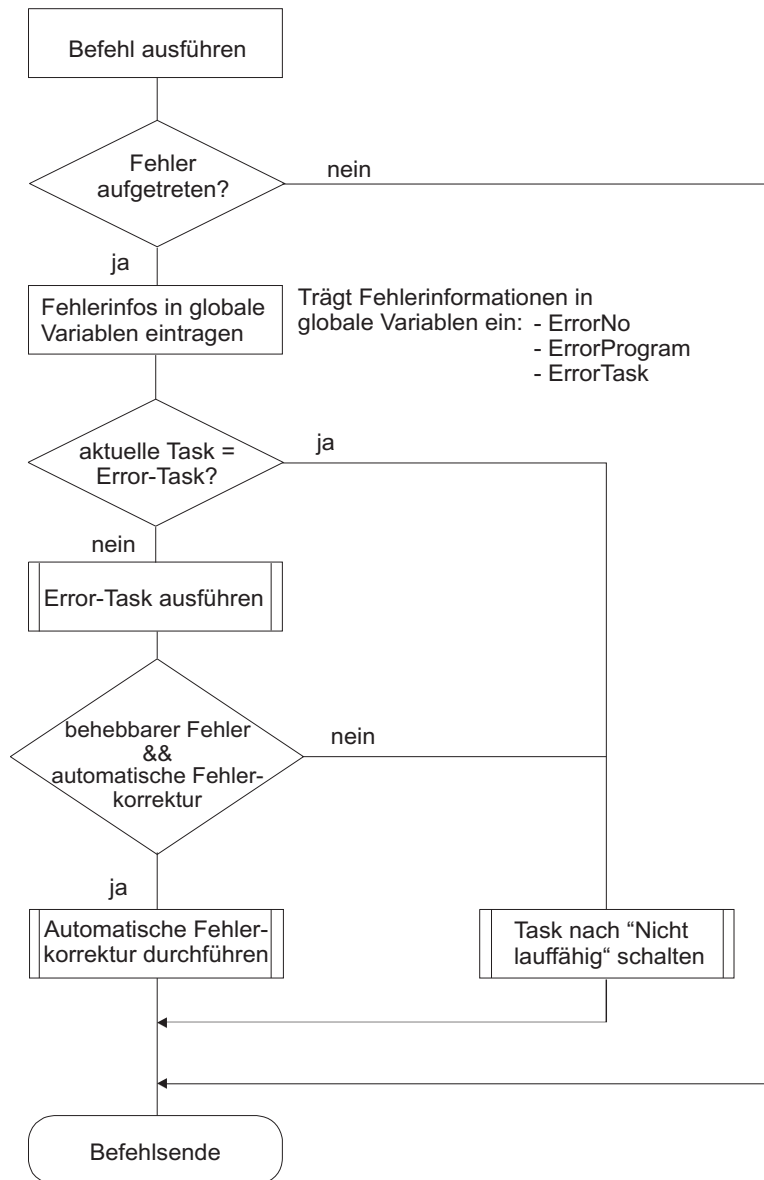 Befehl ausführen
Fehler
aufgetreten?
nein
ja
Fehlerinfos in globale
Variablen eintragen
Trägt Fehlerinformationen in
globale Variablen ein: - ErrorNo
- ErrorProgram
- ErrorTask
aktuelle Task =
Error-Task?
ja
nein
Error-Task ausführen
behebbarer Fehler
&&
automatische Fehler-
korrektur
nein
ja
Automatische Fehler-
korrektur durchführen
Task nach “Nicht
lauffähig“ schalten
Befehlsende